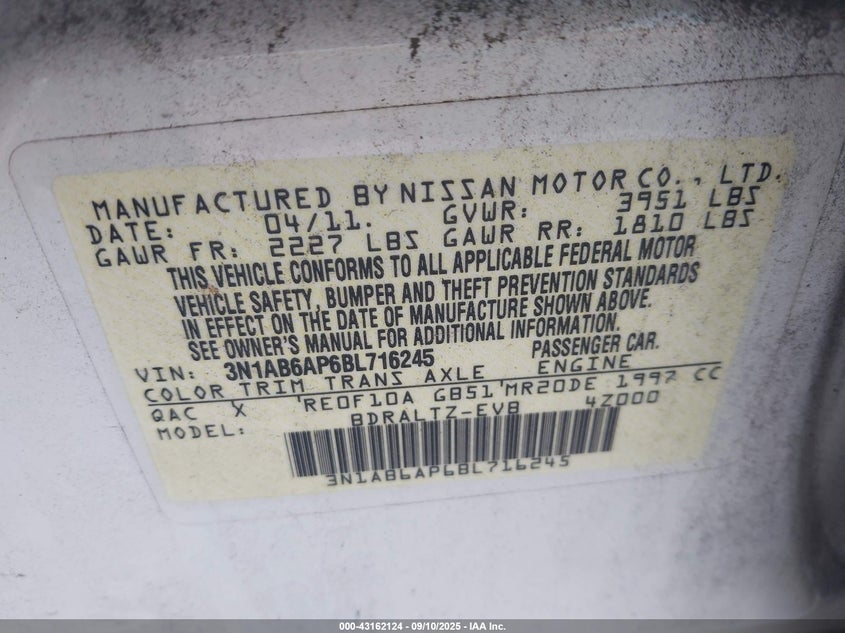 MANUFACTURED BY NISSAN MOTOR CO., LTD.
DATE: 04/11. GVWR: 3951 LBS
GAWR FR: 2227 LBS GAWR RR: 1810 LBS
THIS VEHICLE CONFORMS TO ALL APPLICABLE FEDERAL MOTOR
VEHICLE SAFETY, BUMPER AND THEFT PREVENTION STANDARDS
IN EFFECT ON THE DATE OF MANUFACTURE SHOWN ABOVE.
SEE OWNER'S MANUAL FOR ADDITIONAL INFORMATION.
VIN: 3N1AB6AP6BL716245 PASSENGER CAR.
COLOR TRIM TRANS AXLE ENGINE
QAC X RE0F10A GB51 MR20DE 1997 CC
MODEL: BDRALTZ-EVB 4Z000
3N1AB6AP6BL716245
000-43162124 - 09/10/2025 - IAA Inc.